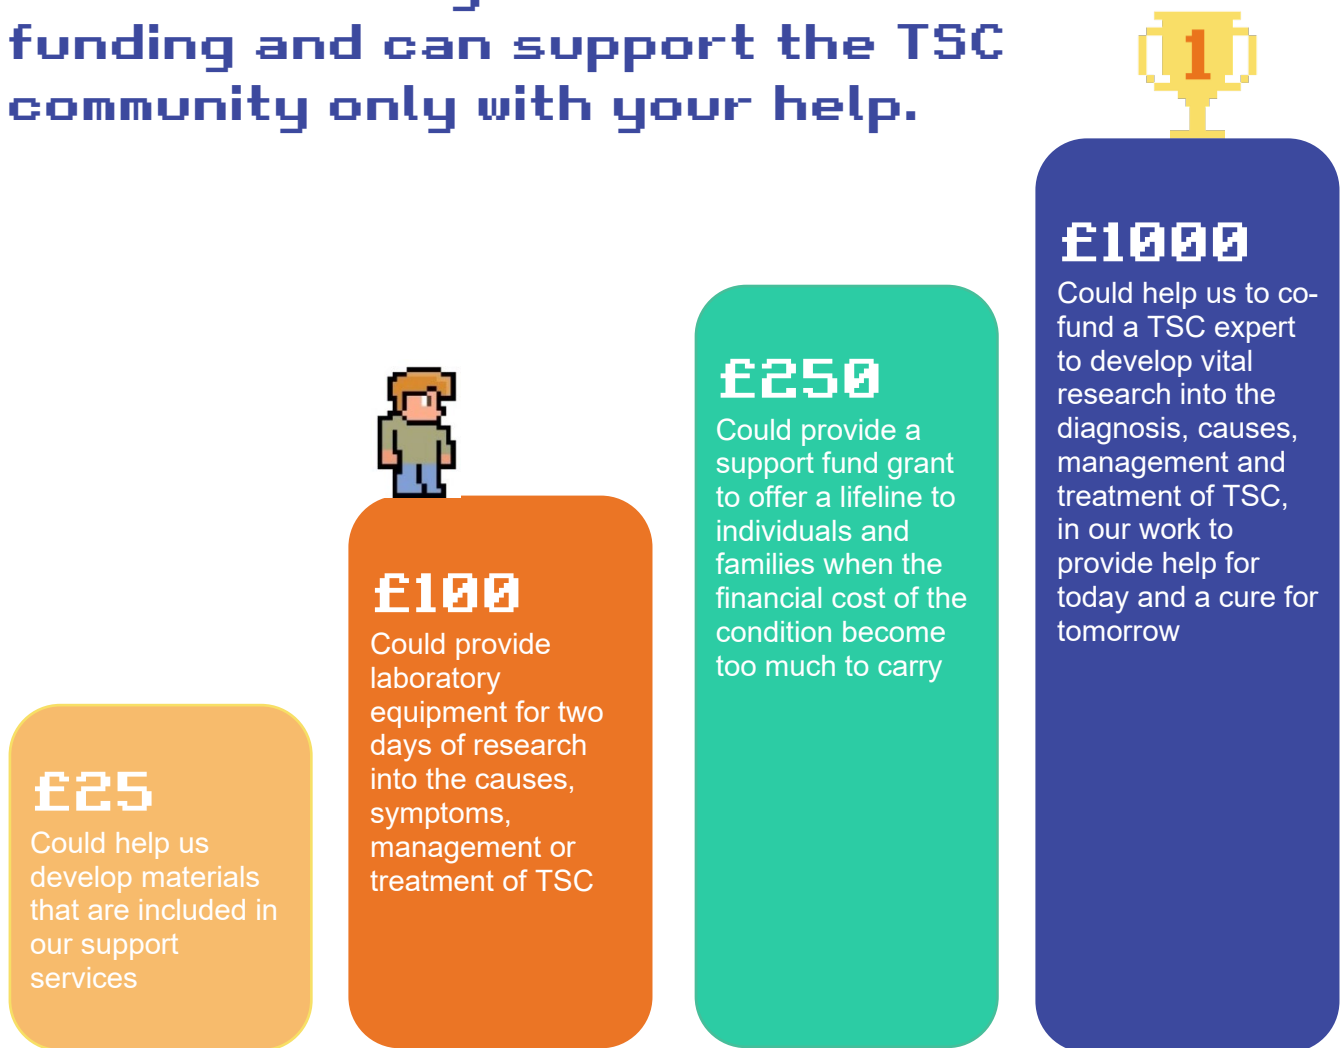 funding and can support the TSC
community only with your help.
1
£1000
Could help us to co-
fund a TSC expert
to develop vital
research into the
diagnosis, causes,
management and
treatment of TSC,
in our work to
provide help for
today and a cure for
tomorrow
£250
Could provide a
support fund grant
to offer a lifeline to
individuals and
families when the
financial cost of the
condition become
too much to carry
£100
Could provide
laboratory
equipment for two
days of research
into the causes,
symptoms,
management or
treatment of TSC
£25
Could help us
develop materials
that are included in
our support
services